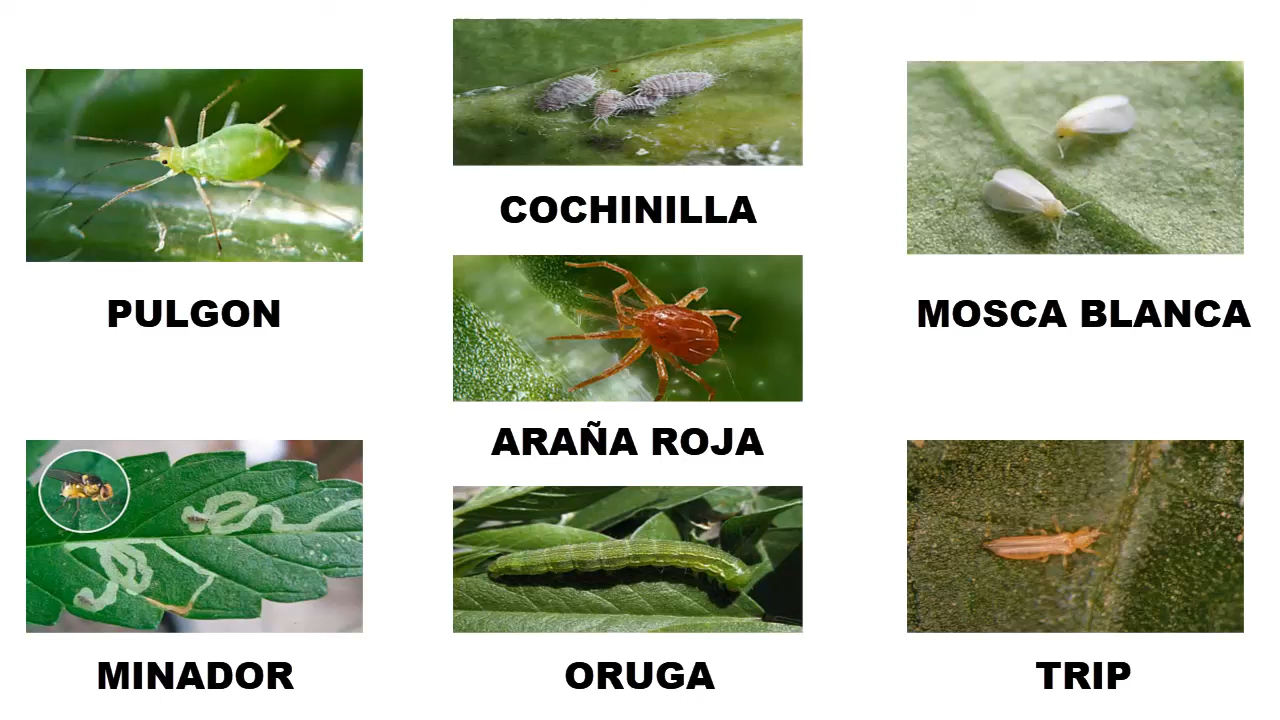 COCHINILLA
PULGON
MOSCA BLANCA
ARAÑA ROJA
MINADOR
ORUGA
TRIP